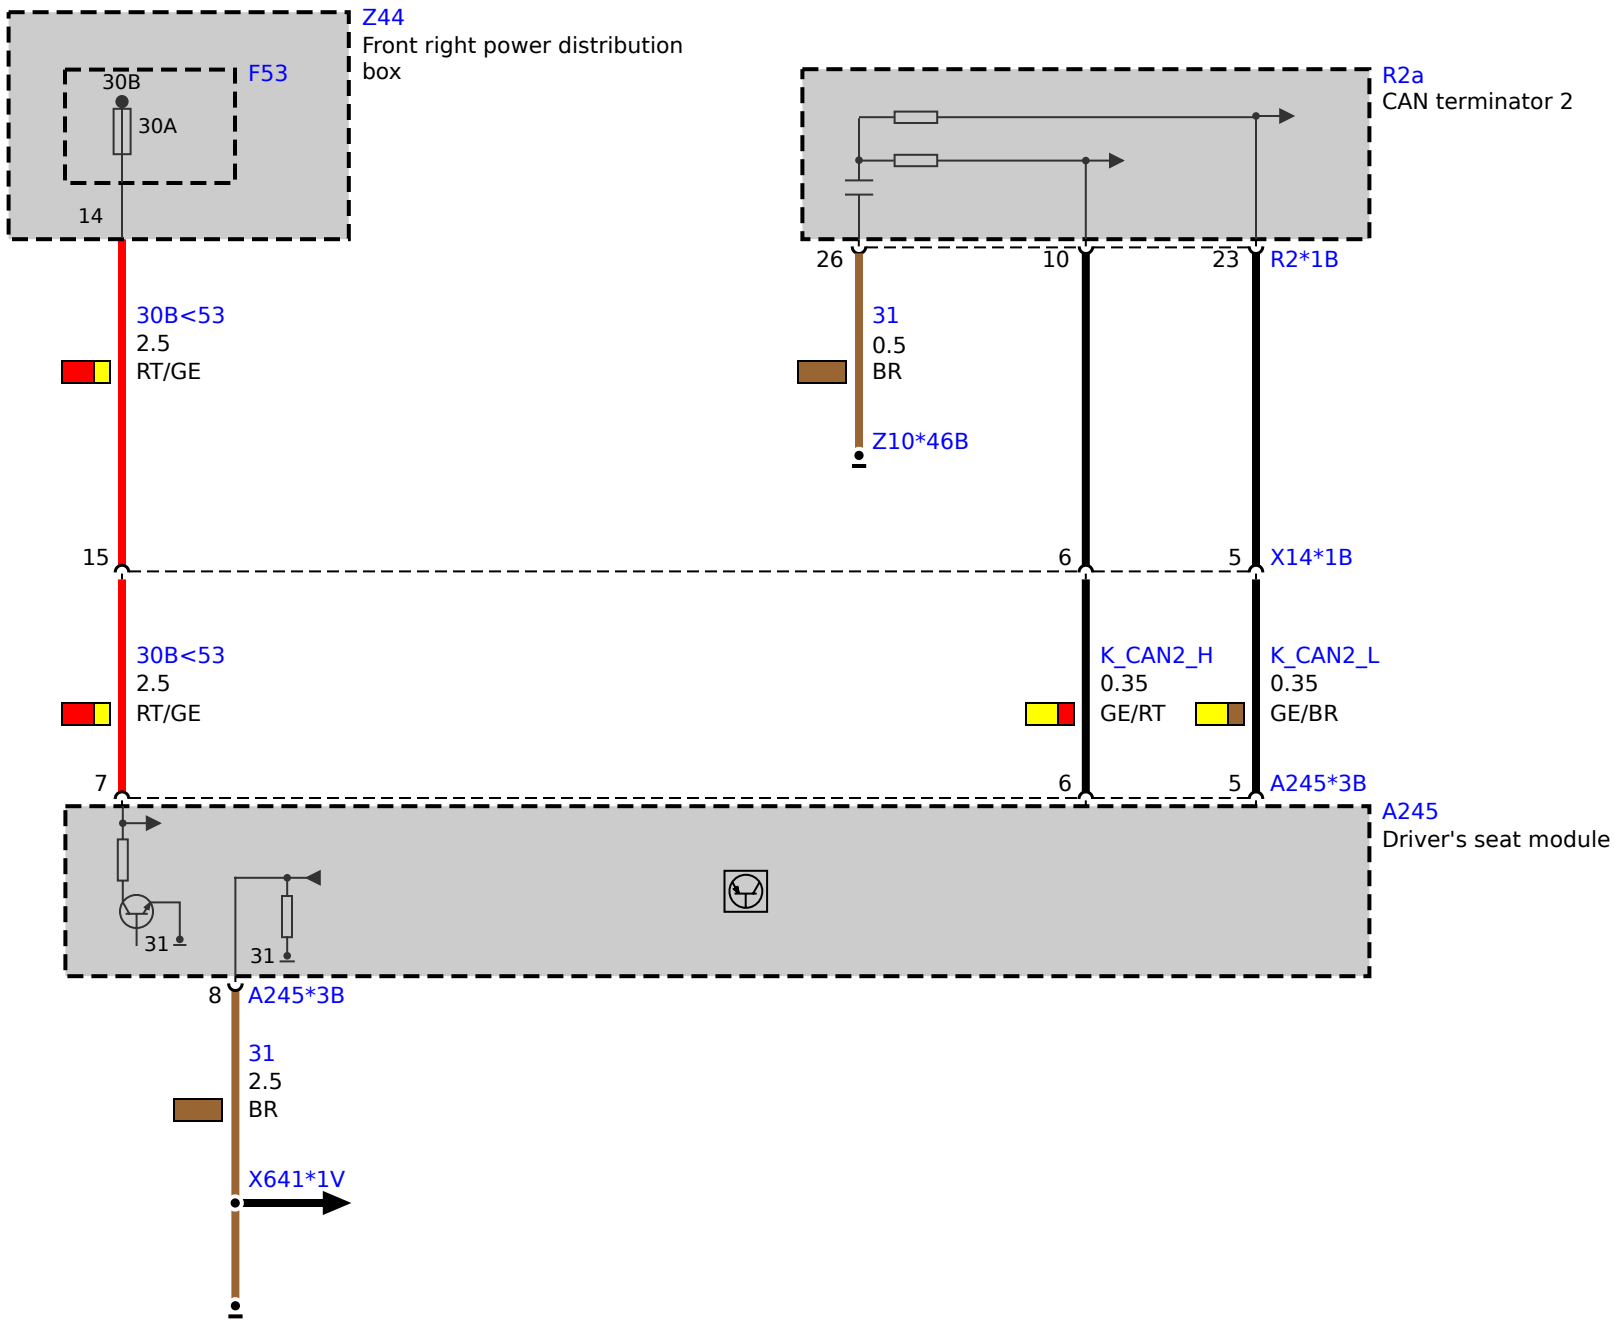 Z44
Front right power distribution
box
F53
30B
30A
14
R2a
CAN terminator 2
26
10
23
R2*1B
30B<53
2.5
RT/GE
31
0.5
BR
Z10*46B
15
6
5
X14*1B
30B<53
2.5
RT/GE
K_CAN2_H
0.35
GE/RT
K_CAN2_L
0.35
GE/BR
7
6
5
A245*3B
A245
Driver's seat module
31
31
8
A245*3B
31
2.5
BR
X641*1V